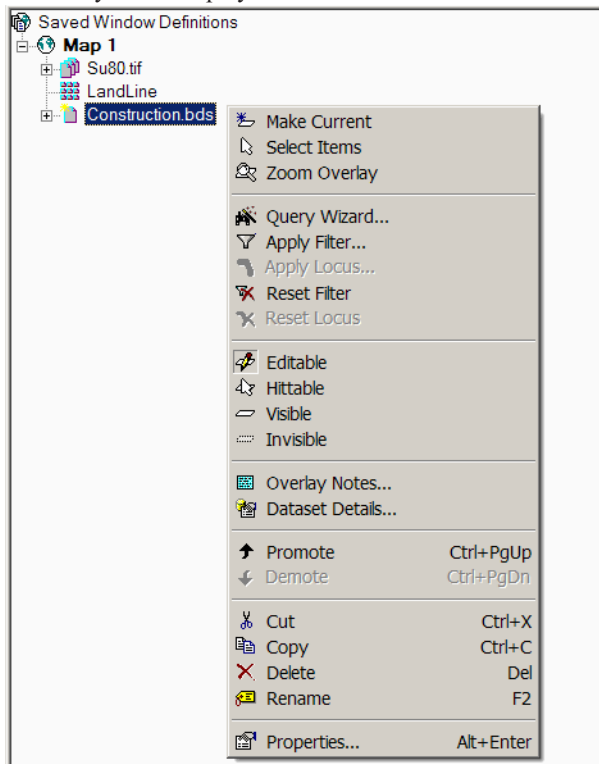 Saved Window Definitions
Map 1
Su80.tif
LandLine
Construction.bds
Make Current
Select Items
Zoom Overlay
Query Wizard...
Apply Filter...
Apply Locus...
Reset Filter
Reset Locus
Editable
Hittable
Visible
Invisible
Overlay Notes...
Dataset Details...
Promote Ctrl+PgUp
Demote Ctrl+PgDn
Cut Ctrl+X
Copy Ctrl+C
Delete Del
Rename F2
Properties... Alt+Enter